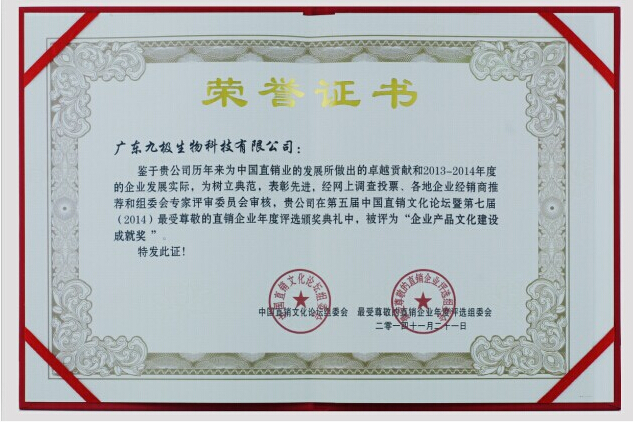 荣誉证书
广东九极生物科技有限公司：
鉴于贵公司历年来为中国直销业的发展所做出的卓越贡献和2013-2014年度
的企业发展实际，为树立典范，表彰先进，经网上调查投票、各地企业经销商推
荐和组委会专家评审委员会审核，贵公司在第五届中国直销文化论坛暨第七届
（2014）最受尊敬的直销企业年度评选颁奖典礼中，被评为“企业产品文化建设
成就奖”。
特发此证！
中国直销文化论坛组委会 最受尊敬的直销企业年度评选组委会
二零一四十一月二十一日